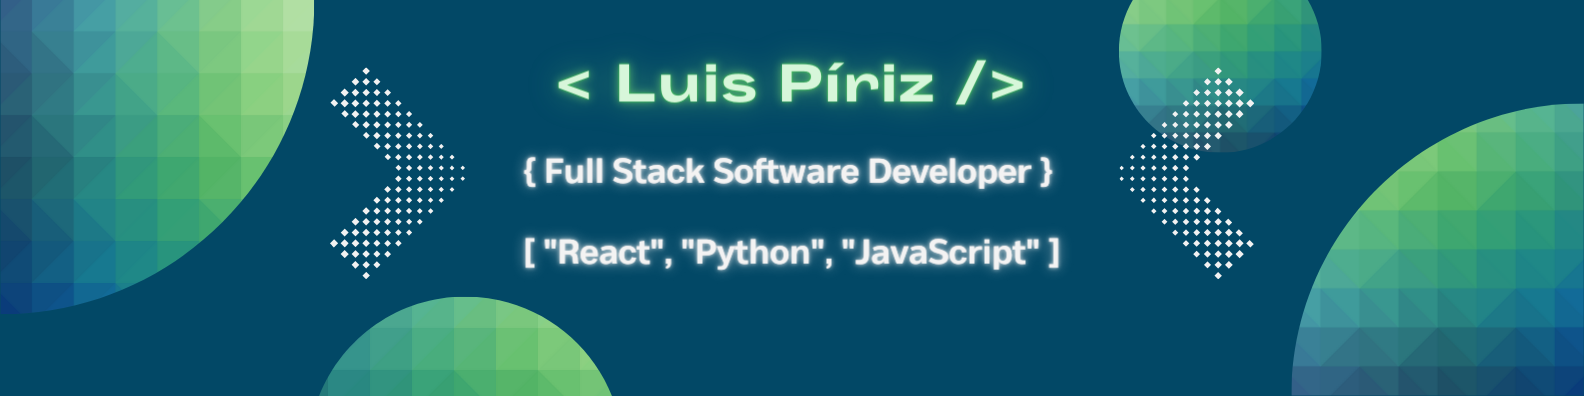 < Luis Píriz />
{ Full Stack Software Developer }
[ "React", "Python", "JavaScript" ]